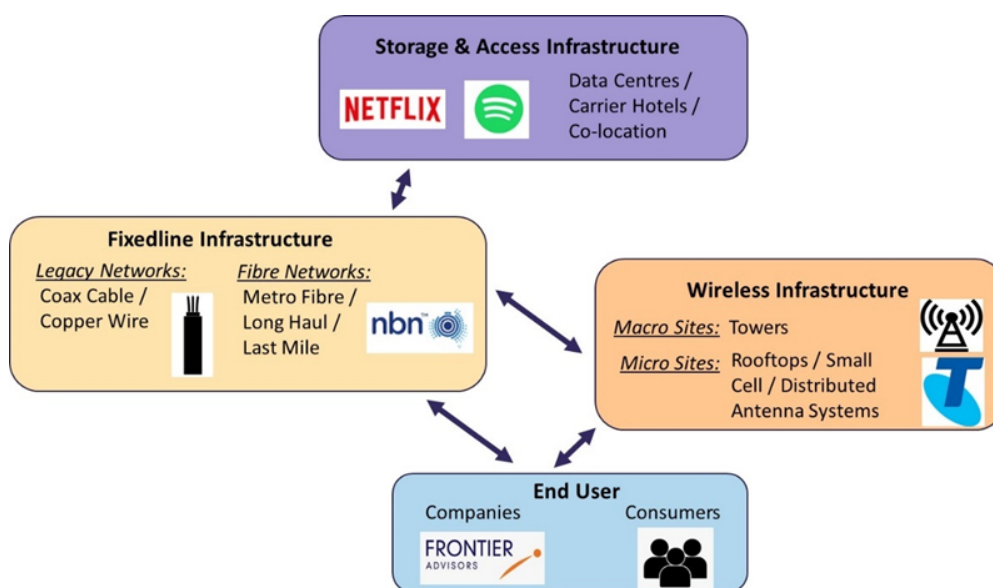 Storage & Access Infrastructure
NETFLIX
Data Centres /
Carrier Hotels /
Co-location
Fixedline Infrastructure
Legacy Networks:
Coax Cable /
Copper Wire
Fibre Networks:
Metro Fibre /
Long Haul /
Last Mile
nbn™
Wireless Infrastructure
Macro Sites: Towers
Micro Sites: Rooftops / Small
Cell / Distributed
Antenna Systems
T
End User
Companies
FRONTIER
ADVISORS
Consumers